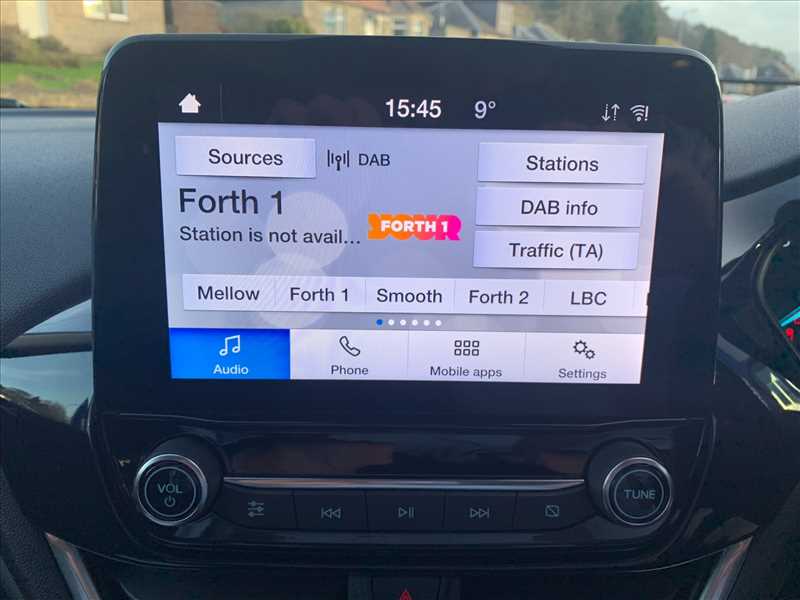 15:45 9°
Sources DAB Stations
Forth 1
Station is not avail...
YOUR
FORTH 1
DAB info
Traffic (TA)
Mellow Forth 1 Smooth Forth 2 LBC
Audio Phone Mobile apps Settings
VOL TUNE